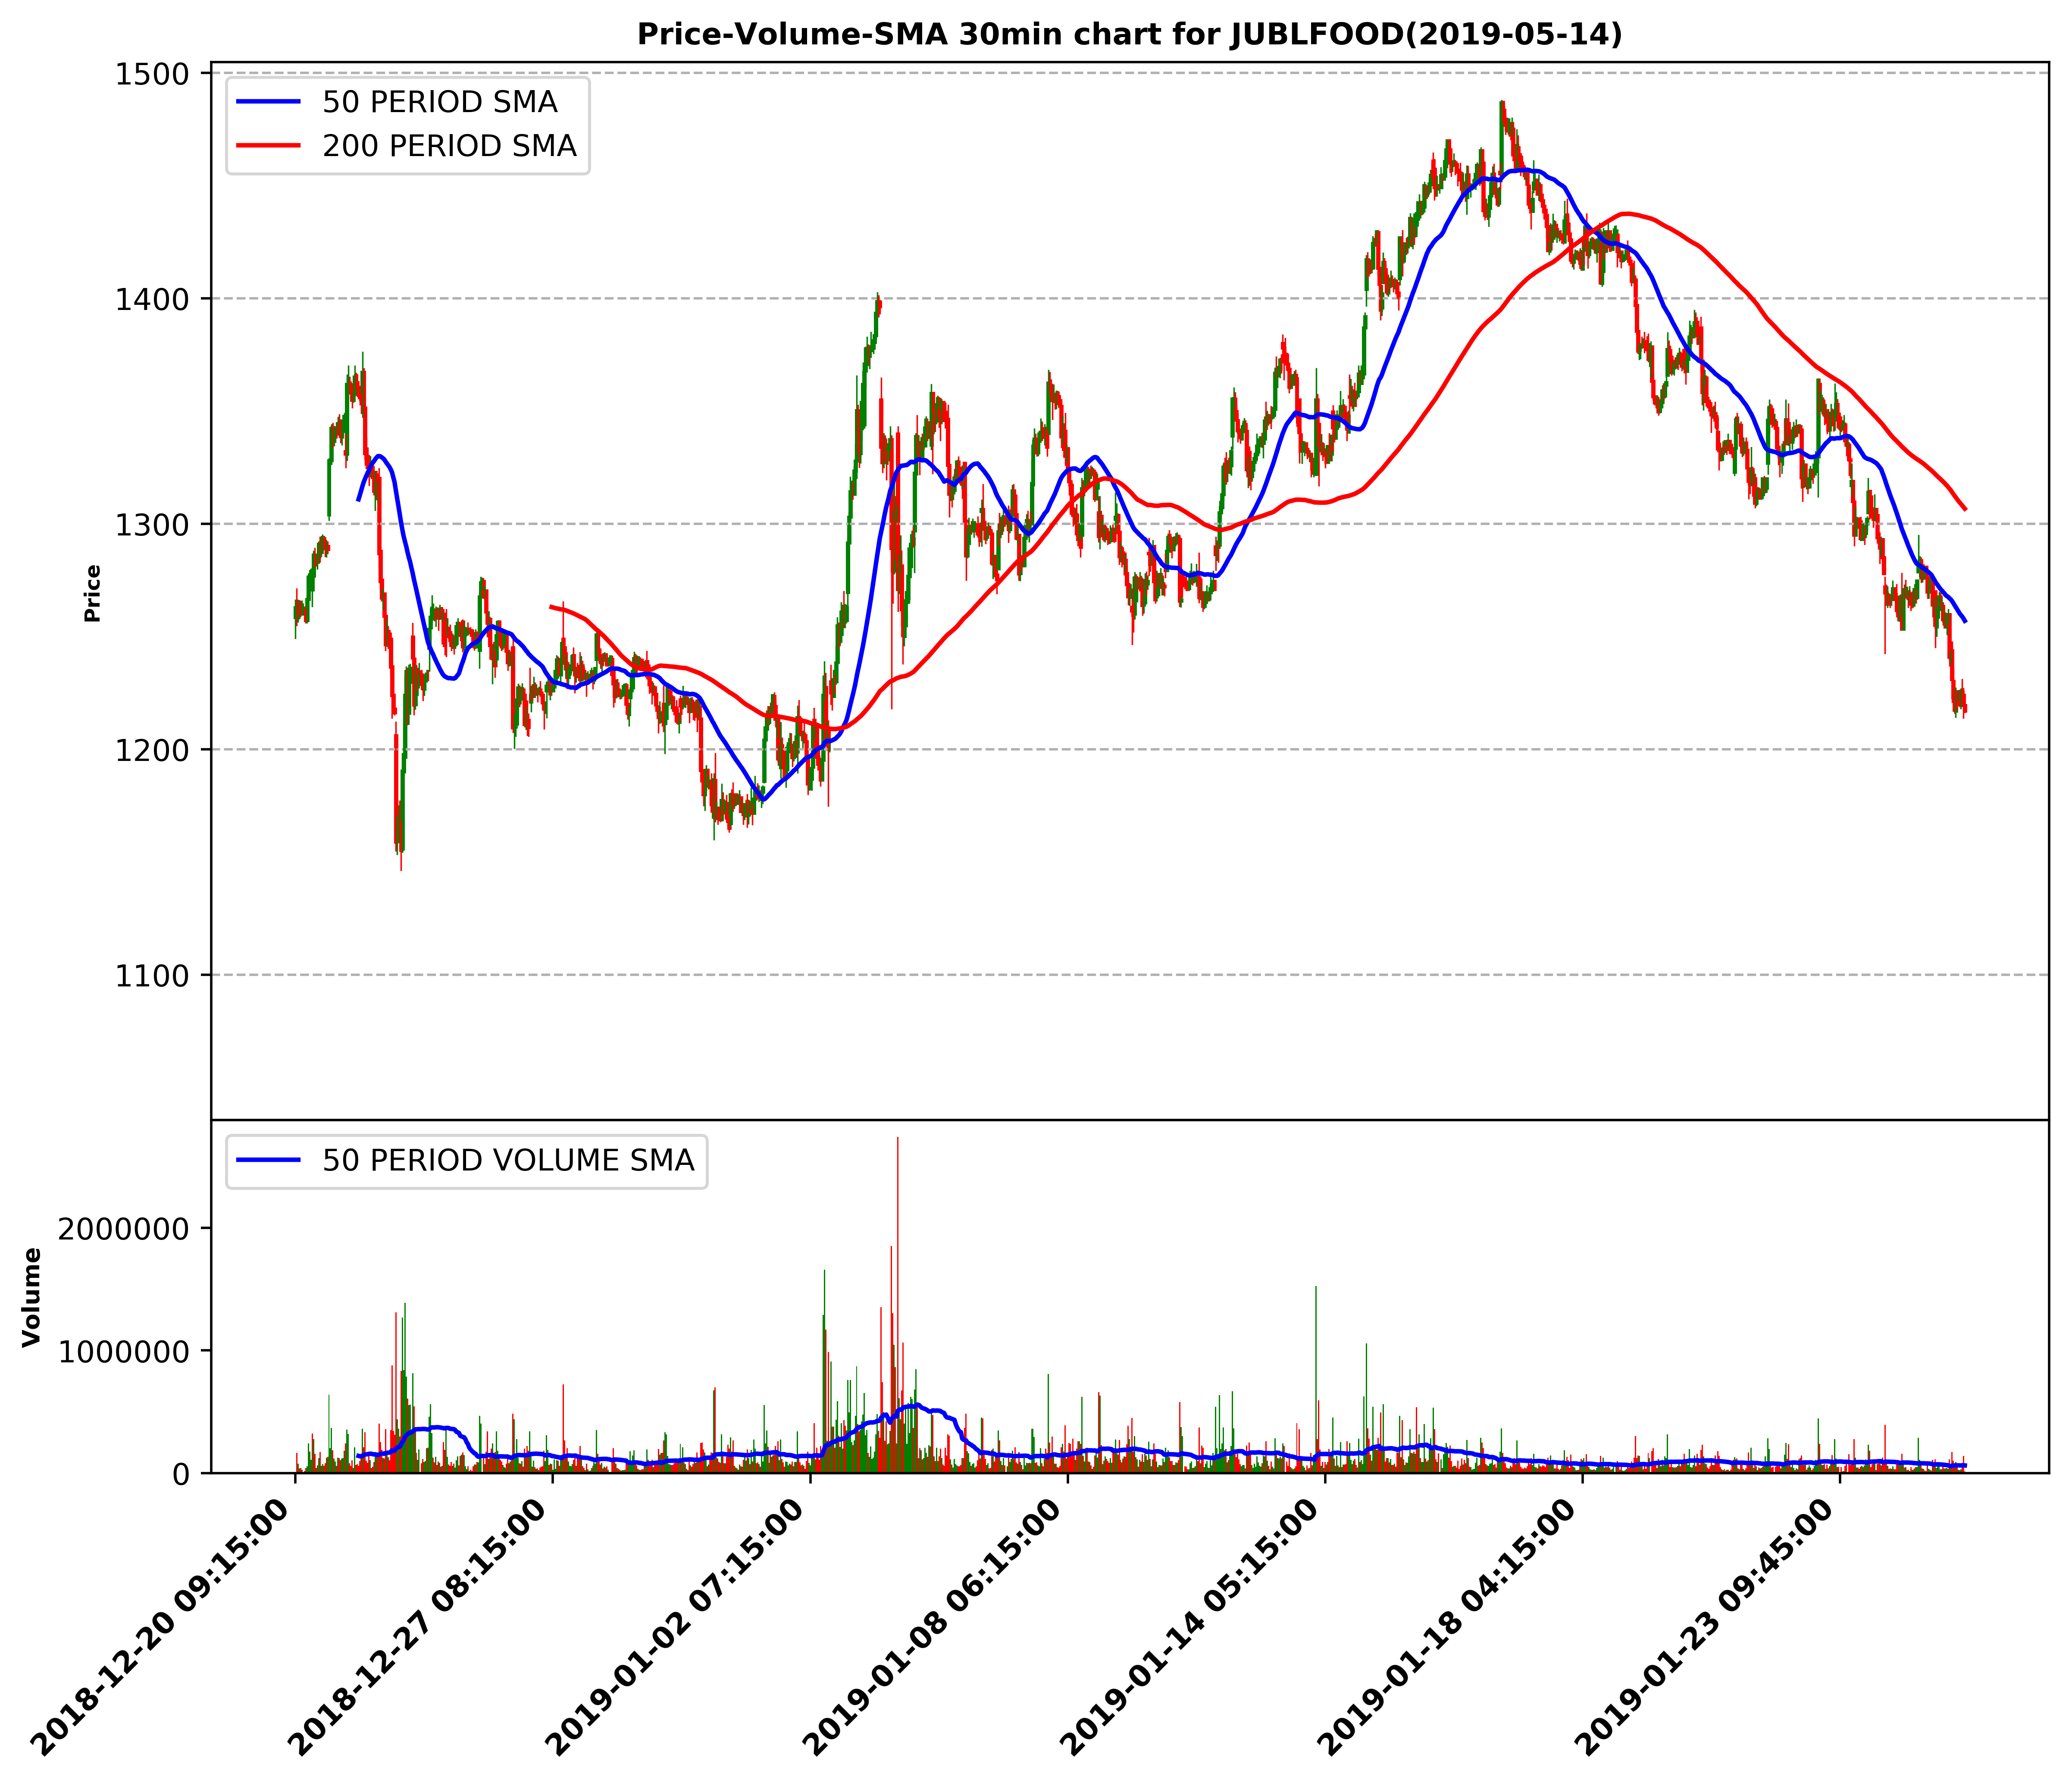 Price-Volume-SMA 30min chart for JUBLFOOD(2019-05-14)
50 PERIOD SMA
200 PERIOD SMA
1500
1400
1300
1200
1100
Price
50 PERIOD VOLUME SMA
2000000
1000000
0
Volume
2018-12-20 09:15:00
2018-12-27 08:15:00
2019-01-02 07:15:00
2019-01-08 06:15:00
2019-01-14 05:15:00
2019-01-18 04:15:00
2019-01-23 09:45:00